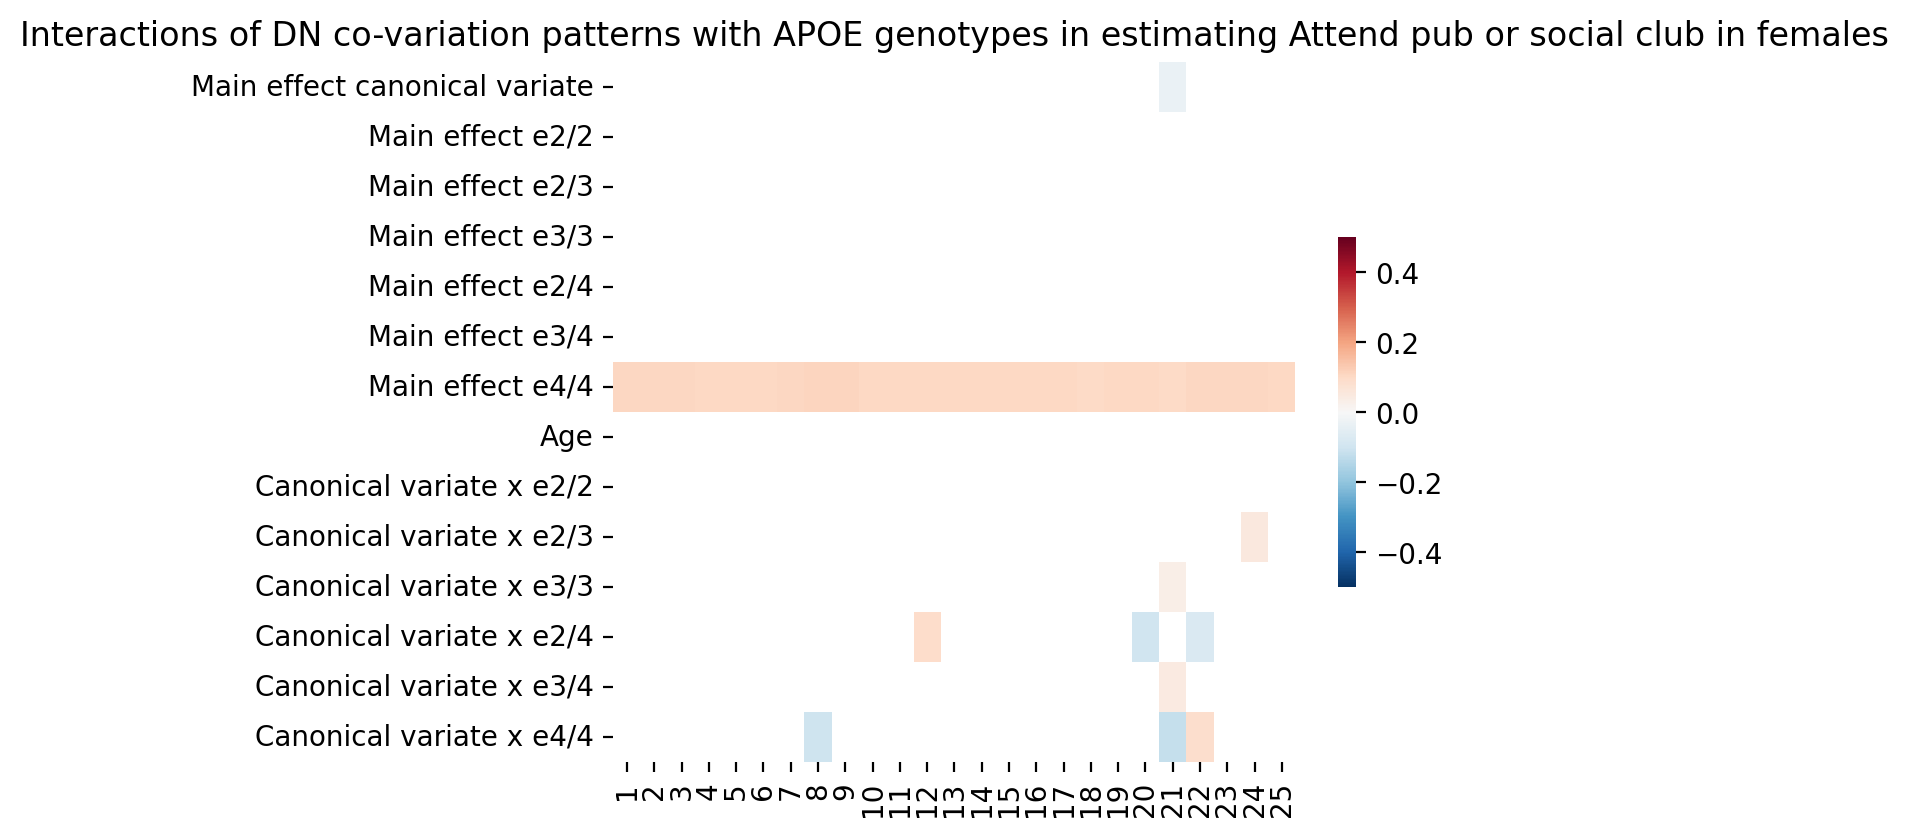 Interactions of DN co-variation patterns with APOE genotypes in estimating Attend pub or social club in females
Main effect canonical variate
Main effect e2/2
Main effect e2/3
Main effect e3/3
Main effect e2/4
Main effect e3/4
Main effect e4/4
Age
Canonical variate x e2/2
Canonical variate x e2/3
Canonical variate x e3/3
Canonical variate x e2/4
Canonical variate x e3/4
Canonical variate x e4/4
1 2 3 4 5 6 7 8 9 10 11 12 13 14 15 16 17 18 19 20 21 22 23 24 25
0.4
0.2
0.0
−0.2
−0.4